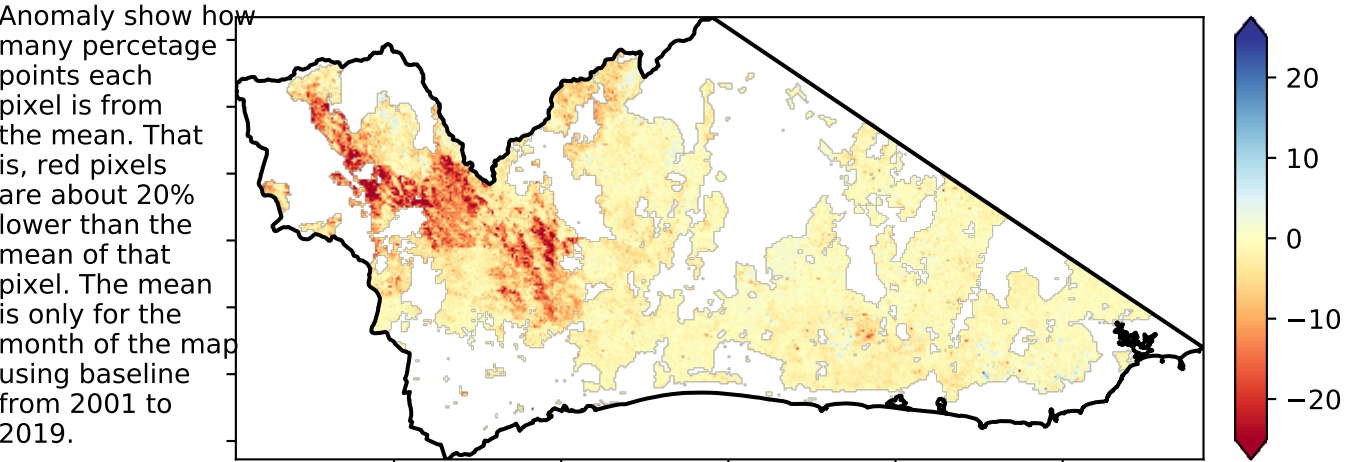 Anomaly show how
many percetage
points each
pixel is from
the mean. That
is, red pixels
are about 20%
lower than the
mean of that
pixel. The mean
is only for the
month of the map
using baseline
from 2001 to
2019.
20
10
0
−10
−20